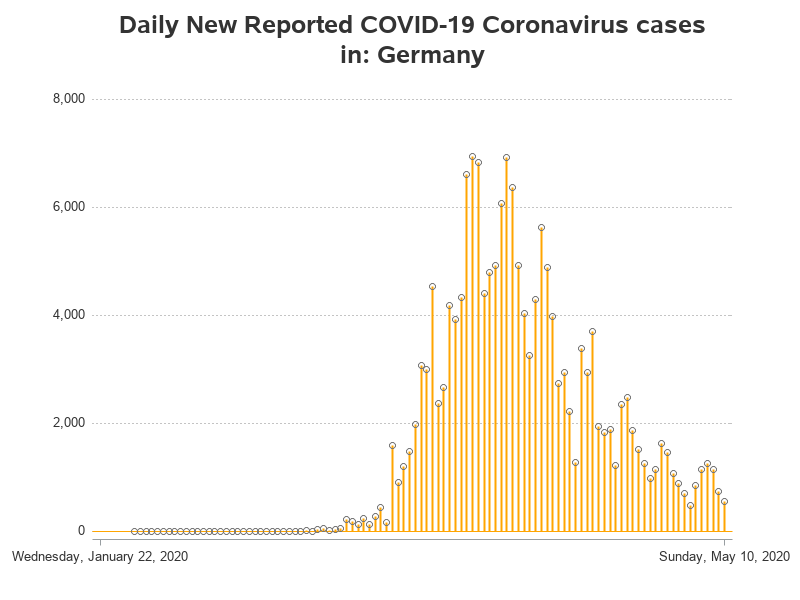 Daily New Reported COVID-19 Coronavirus cases
in: Germany
8,000
6,000
4,000
2,000
0
Wednesday, January 22, 2020
Sunday, May 10, 2020